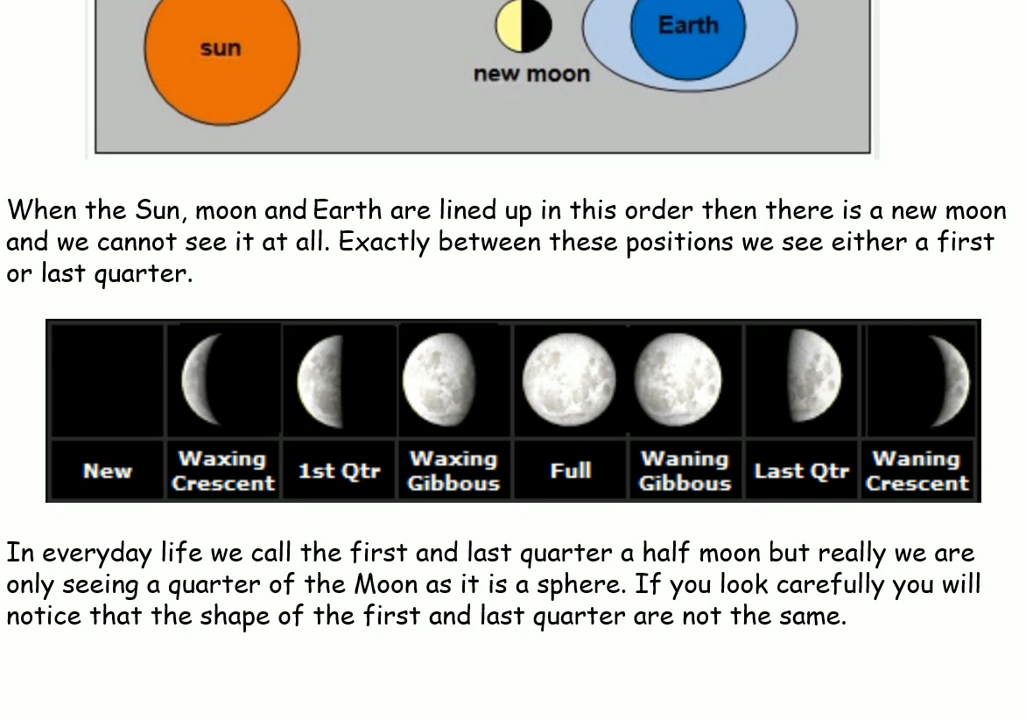 sun
Earth
new moon
When the Sun, moon and Earth are lined up in this order then there is a new moon
and we cannot see it at all. Exactly between these positions we see either a first
or last quarter.
New
Waxing
Crescent
1st Qtr
Waxing
Gibbous
Full
Waning
Gibbous
Last Qtr
Waning
Crescent
In everyday life we call the first and last quarter a half moon but really we are
only seeing a quarter of the Moon as it is a sphere. If you look carefully you will
notice that the shape of the first and last quarter are not the same.